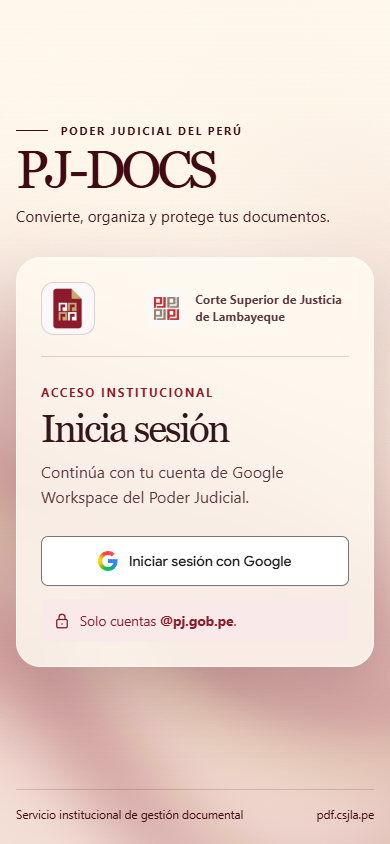 PODER JUDICIAL DEL PERÚ
PJ-DOCS
Convierte, organiza y protege tus documentos.
Corte Superior de Justicia
de Lambayeque
ACCESO INSTITUCIONAL
Inicia sesión
Continúa con tu cuenta de Google
Workspace del Poder Judicial.
Iniciar sesión con Google
Solo cuentas @pj.gob.pe.
Servicio institucional de gestión documental
pdf.csjla.pe